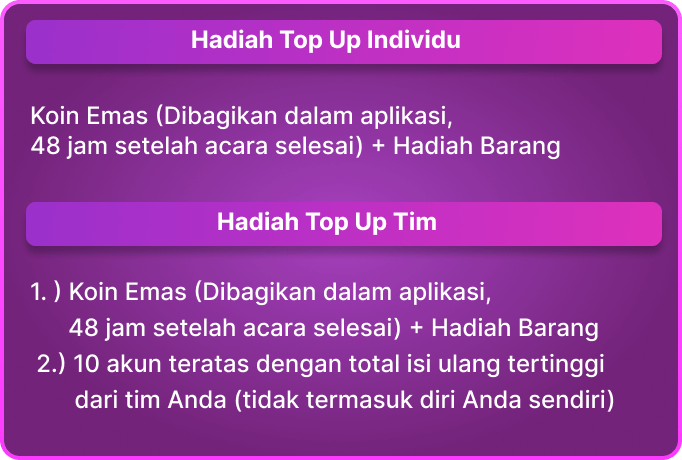 Hadiah Top Up Individu
Koin Emas (Dibagikan dalam aplikasi,
48 jam setelah acara selesai) + Hadiah Barang
Hadiah Top Up Tim
1. ) Koin Emas (Dibagikan dalam aplikasi,
48 jam setelah acara selesai) + Hadiah Barang
2.) 10 akun teratas dengan total isi ulang tertinggi
dari tim Anda (tidak termasuk diri Anda sendiri)